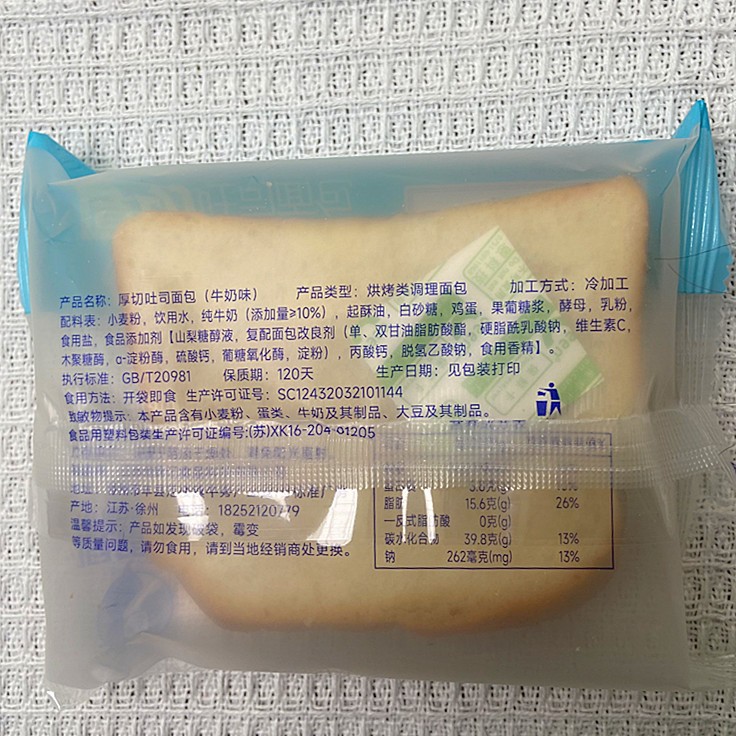 产品名称：厚切吐司面包（牛奶味） 产品类型：烘烤类调理面包 加工方式：冷加工
配料表：小麦粉，饮用水，纯牛奶（添加量≥10%），起酥油，白砂糖，鸡蛋，果葡糖浆，酵母，乳粉，
食用盐，食品添加剂【山梨糖醇液，复配面包改良剂（单、双甘油脂肪酸酯，硬脂酰乳酸钠，维生素C，
木聚糖酶，α-淀粉酶，硫酸钙，葡糖氧化酶，淀粉），丙酸钙，脱氢乙酸钠，食用香精】。
执行标准：GB/T20981 保质期：120天 生产日期：见包装打印
食用方法：开袋即食 生产许可证号：SC12432032101144
致敏物提示：本产品含有小麦粉、蛋类、牛奶及其制品、大豆及其制品。
食品用塑料包装生产许可证编号:(苏)XK16-204-01205
脂肪 15.6克(g) 26%
一反式脂肪酸 0克(g)
碳水化合物 39.8克(g) 13%
钠 262毫克(mg) 13%
产地：江苏·徐州 18252120779
温馨提示：产品如发现破袋，霉变
等质量问题，请勿食用，请到当地经销商处更换。